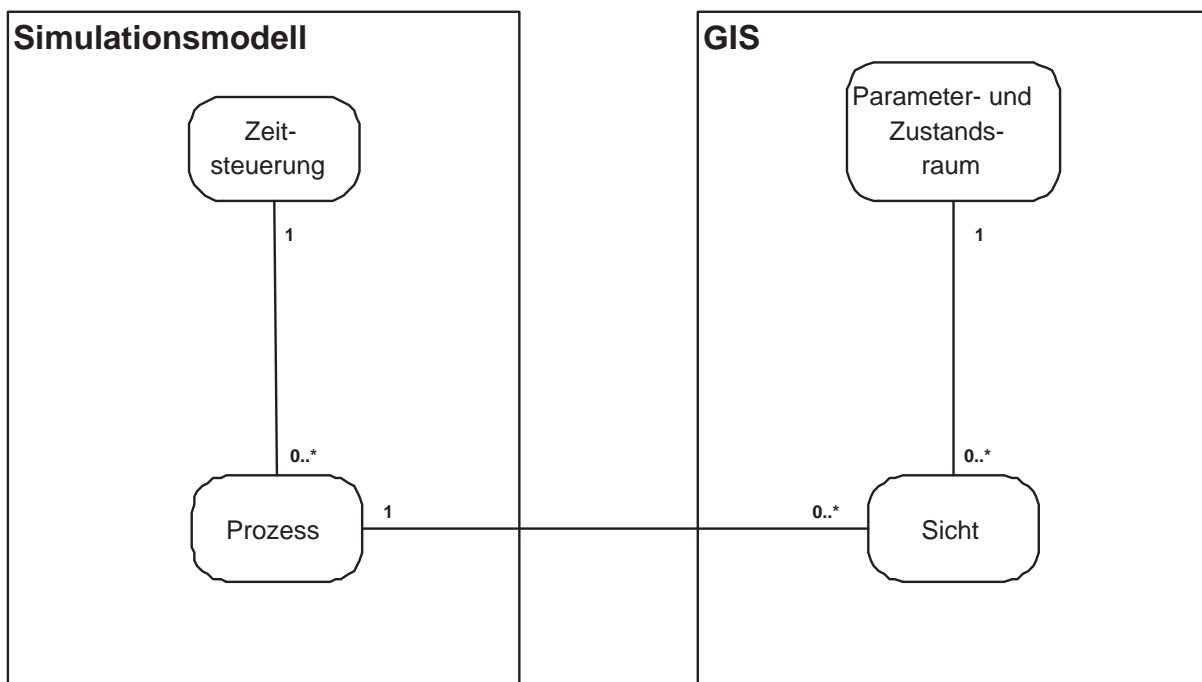 Simulationsmodell
Zeit-
steuerung
1
0..*
Prozess
1
GIS
Parameter- und
Zustands-
raum
1
0..*
0..*
Sicht